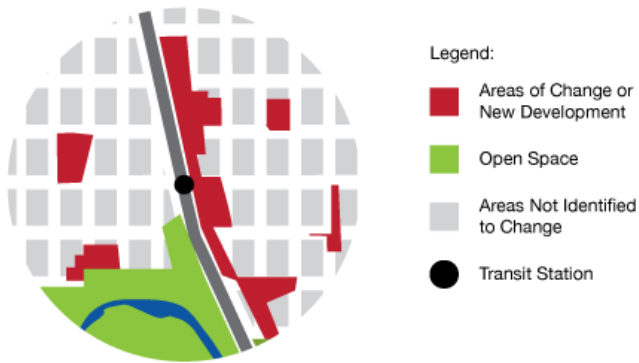 Legend:
Areas of Change or
New Development
Open Space
Areas Not Identified
to Change
Transit Station